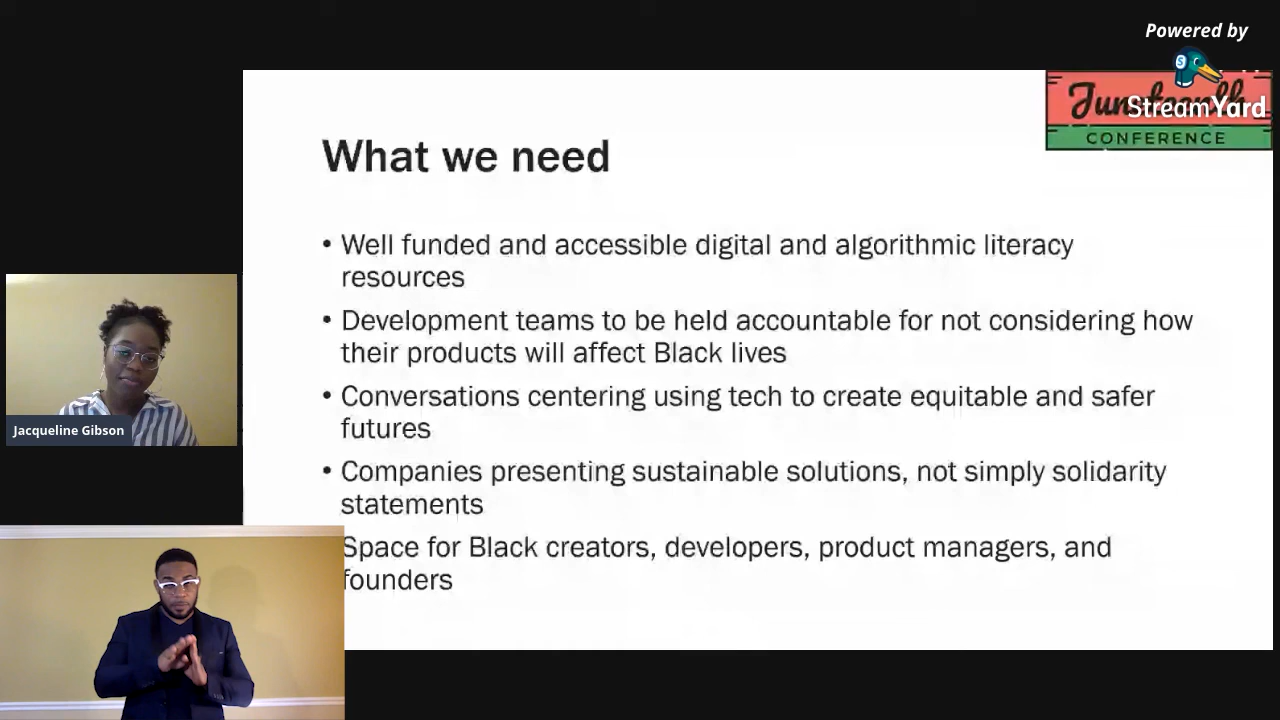 Powered by
StreamYard
Juneteenth
CONFERENCE
What we need
• Well funded and accessible digital and algorithmic literacy
resources
• Development teams to be held accountable for not considering how
their products will affect Black lives
• Conversations centering using tech to create equitable and safer
futures
• Companies presenting sustainable solutions, not simply solidarity
statements
Space for Black creators, developers, product managers, and
founders
Jacqueline Gibson